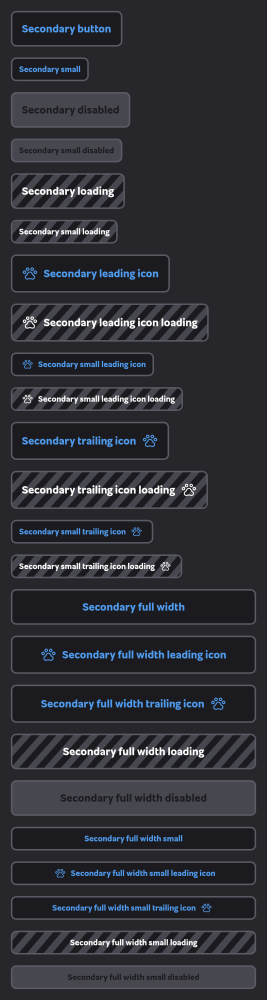 Secondary button
Secondary small
Secondary disabled
Secondary small disabled
Secondary loading
Secondary small loading
Secondary leading icon
Secondary leading icon loading
Secondary small leading icon
Secondary small leading icon loading
Secondary trailing icon
Secondary trailing icon loading
Secondary small trailing icon
Secondary small trailing icon loading
Secondary full width
Secondary full width leading icon
Secondary full width trailing icon
Secondary full width loading
Secondary full width disabled
Secondary full width small
Secondary full width small leading icon
Secondary full width small trailing icon
Secondary full width small loading
Secondary full width small disabled